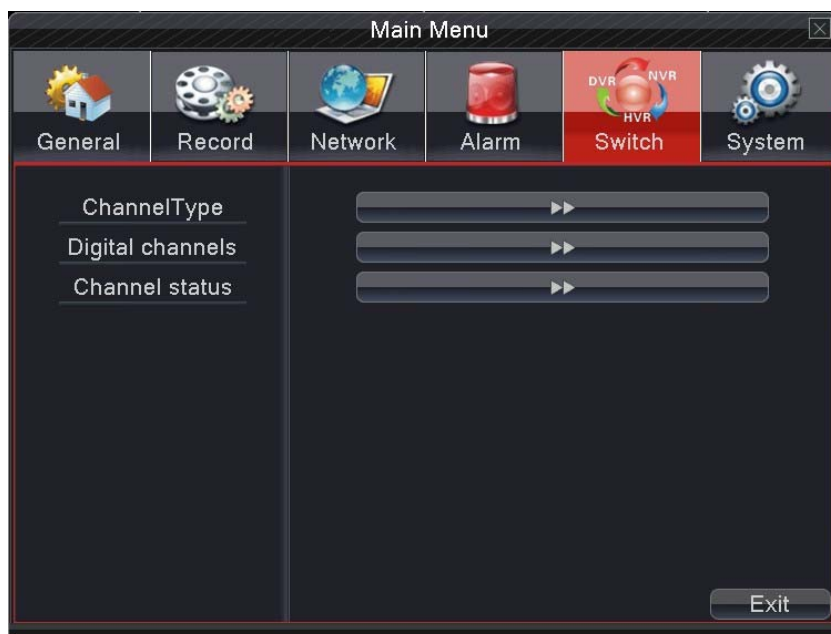 Main Menu
DVR NVR
HVR
General Record Network Alarm Switch System
ChannelType
Digital channels
Channel status
Exit